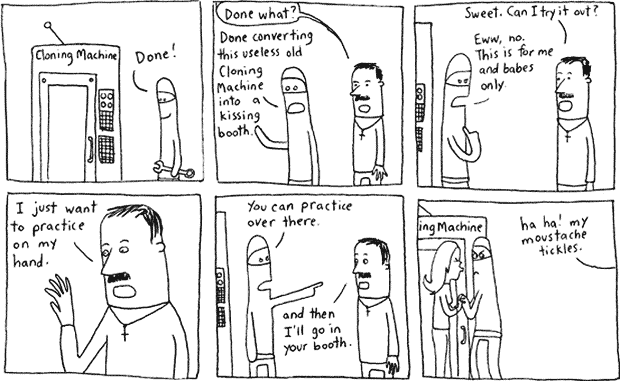 Cloning Machine
Done!
Done what?
Done converting
this useless old
Cloning
Machine
into a
kissing
booth.
Sweet. Can I try it out?
Eww, no.
This is for me
and babes
only.
I just want
to practice
on my
hand.
You can practice
over there.
and then
I'll go in
your booth.
ing Machine
ha ha! my
moustache
tickles.